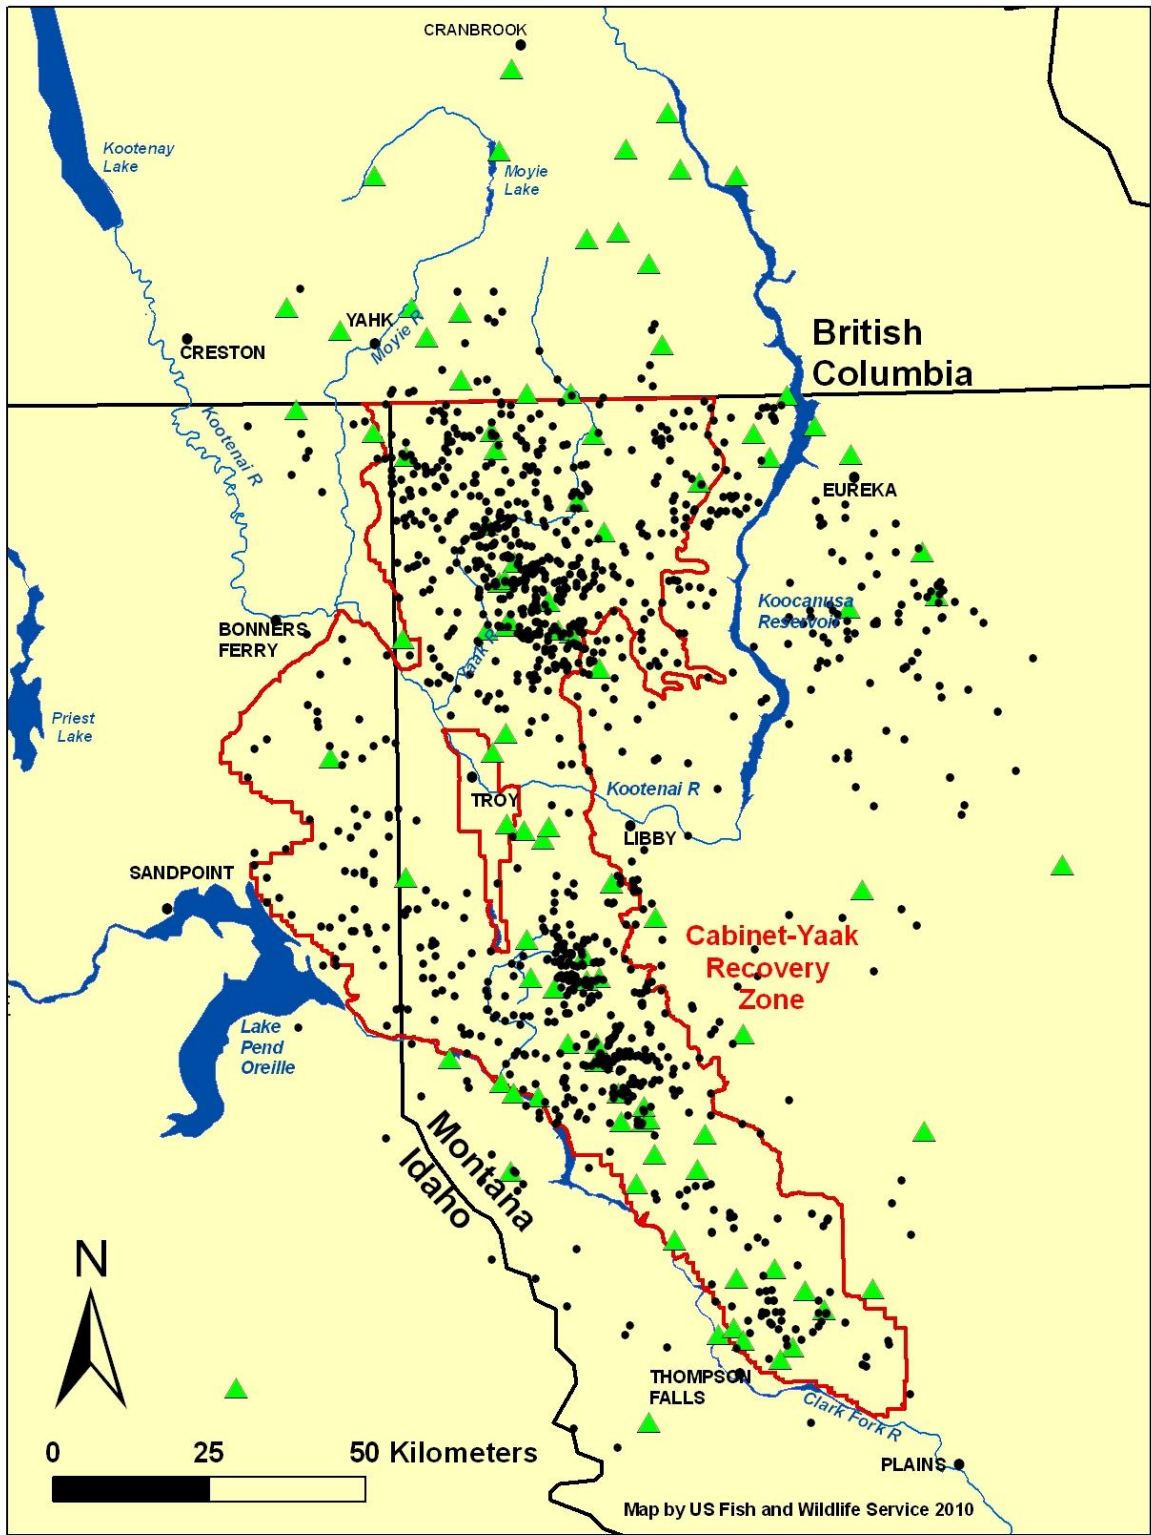 CRANBROOK
Kootenay
Lake
Moyie
Lake
YAHK
Moyie R
CRESTON
British
Columbia
Kootenai R
EUREKA
Koocanusa
Reservoir
BONNERS
FERRY
Yaak R
Priest
Lake
Kootenai R
TROY
LIBBY
SANDPOINT
Cabinet-Yaak
Recovery
Zone
Lake
Pend
Oreille
Montana
Idaho
N
THOMPSON
FALLS
Clark Fork R
0 25 50 Kilometers
PLAINS
Map by US Fish and Wildlife Service 2010